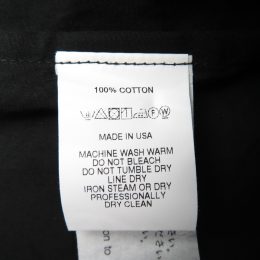 100% COTTON
MADE IN USA
MACHINE WASH WARM
DO NOT BLEACH
DO NOT TUMBLE DRY
LINE DRY
IRON STEAM OR DRY
PROFESSIONALLY
DRY CLEAN